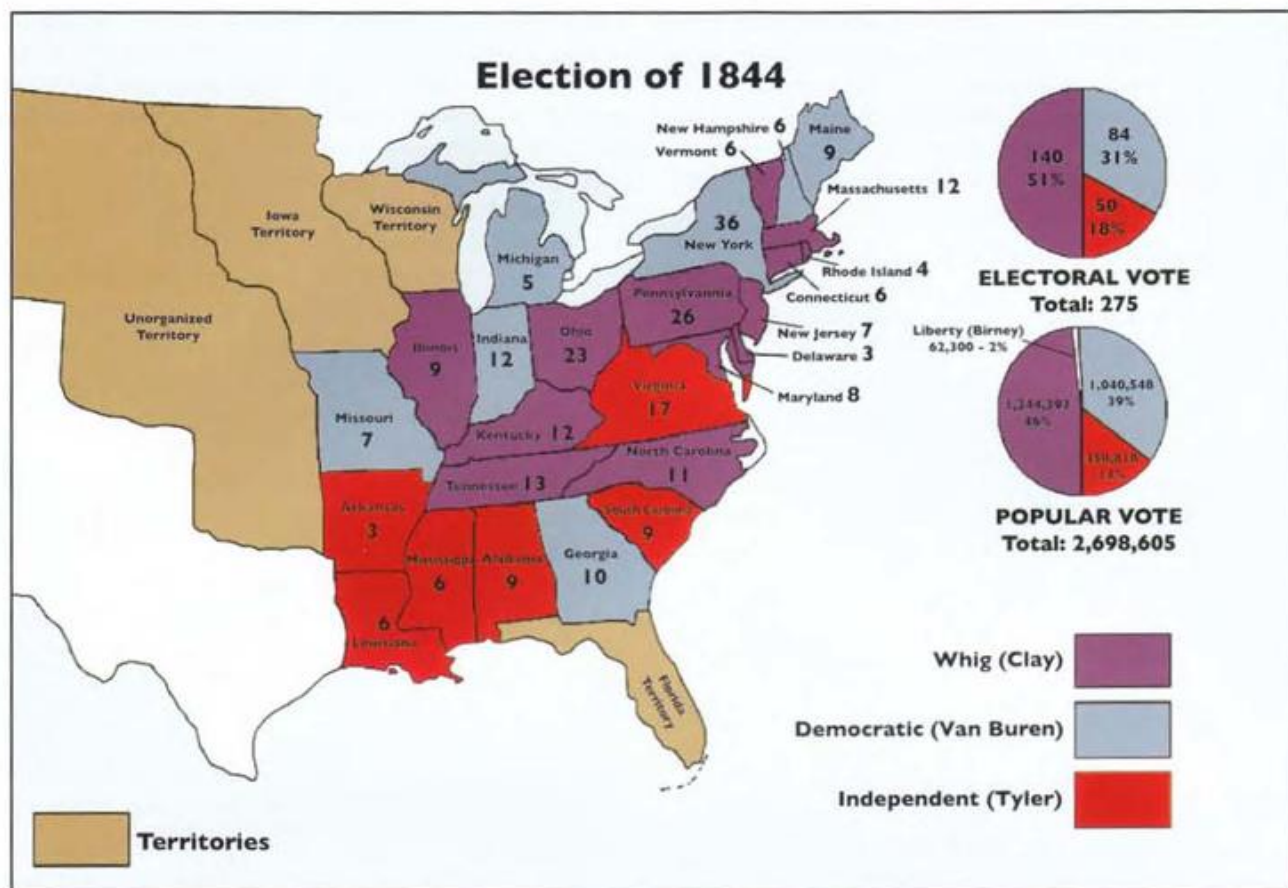 Election of 1844
New Hampshire 6
Vermont 6
Maine
9
Massachusetts 12
36
New York
Rhode Island 4
Connecticut 6
Iowa
Territory
Wisconsin
Territory
Michigan
5
Unorganized
Territory
Pennsylvannia
26
New Jersey 7
Delaware 3
Maryland 8
Illinois
9
Indiana
12
Ohio
23
Virginia
17
Missouri
7
Kentucky 12
North Carolina
11
Tennessee 13
Arkansas
3
South Carolina
9
Mississippi
6
Alabama
9
Georgia
10
6
Louisiana
Florida
Territory
140
51%
84
31%
50
18%
ELECTORAL VOTE
Total: 275
Liberty (Birney)
62,300 - 2%
1,040,548
39%
46%
POPULAR VOTE
Total: 2,698,605
Whig (Clay)
Democratic (Van Buren)
Independent (Tyler)
Territories